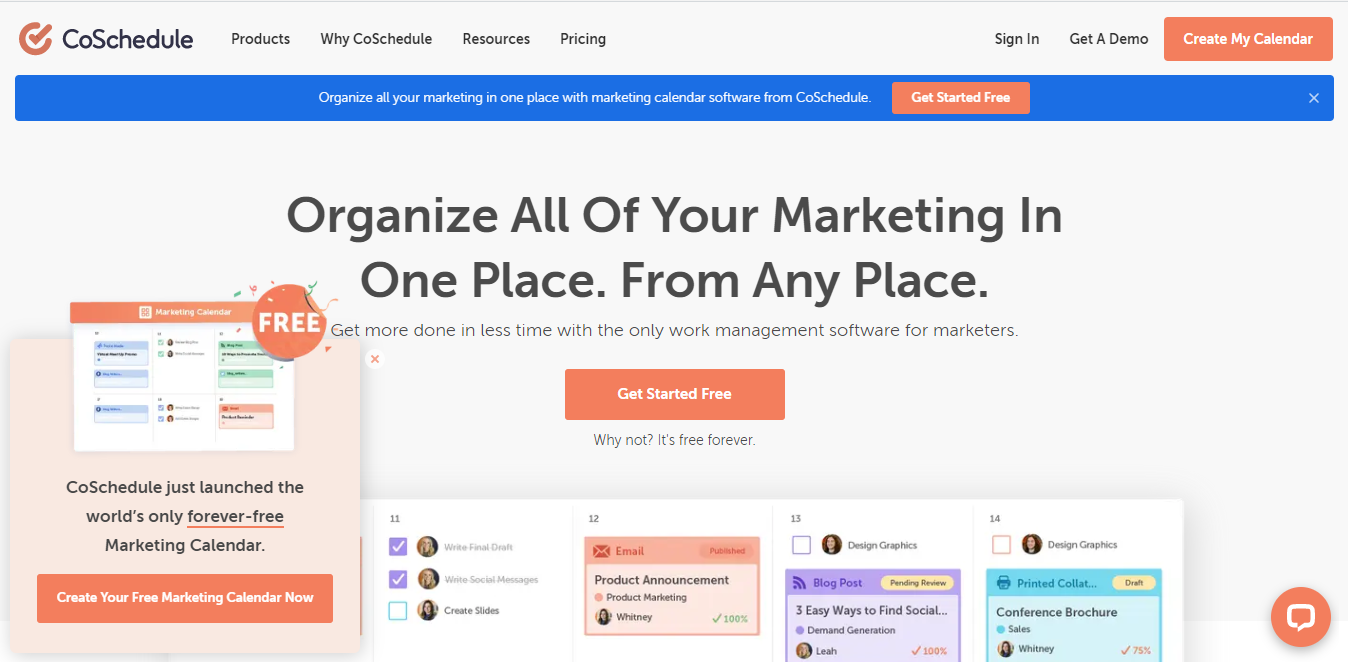 CoSchedule
Products
Why CoSchedule
Resources
Pricing
Sign In
Get A Demo
Create My Calendar
Organize all your marketing in one place with marketing calendar software from CoSchedule.
Get Started Free
Organize All Of Your Marketing In
One Place. From Any Place.
Get more done in less time with the only work management software for marketers.
Get Started Free
Why not? It's free forever.
Marketing Calendar
FREE
Blog Post
Email
Product Reminder
CoSchedule just launched the
world's only forever-free
Marketing Calendar.
Create Your Free Marketing Calendar Now
11
Write Final Draft
Write Social Messages
Create Slides
12
Email
Published
Product Announcement
Product Marketing
Whitney
100%
13
Design Graphics
Blog Post
Pending Review
3 Easy Ways to Find Social...
Demand Generation
Leah
100%
14
Design Graphics
Printed Collat...
Draft
Conference Brochure
Sales
Whitney
75%